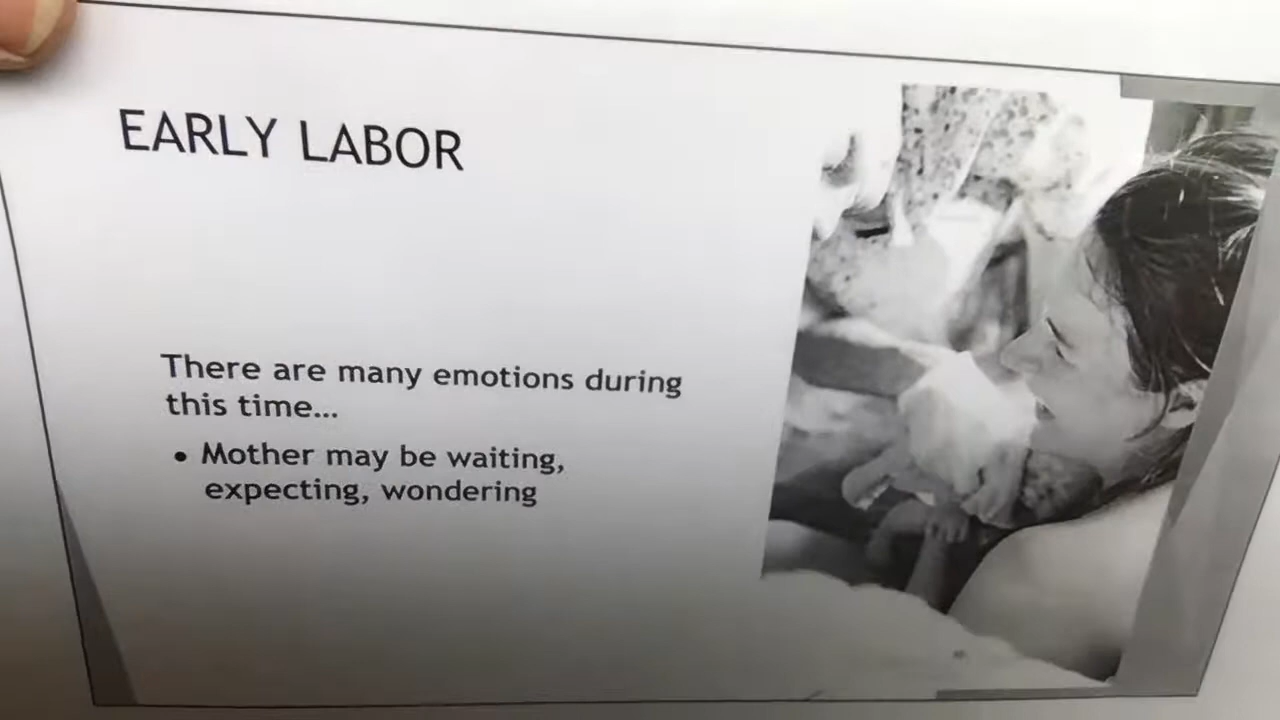 EARLY LABOR
There are many emotions during
this time...
• Mother may be waiting,
expecting, wondering